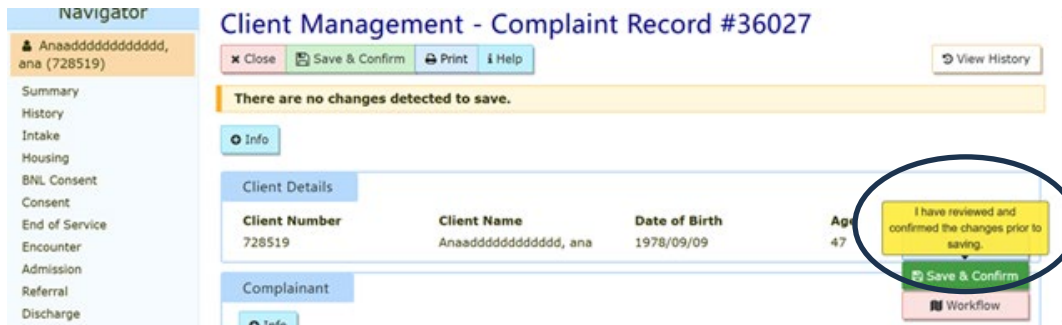 Navigator
Anaadddddddddddd,
ana (728519)
Summary
History
Intake
Housing
BNL Consent
Consent
End of Service
Encounter
Admission
Referral
Discharge
Client Management - Complaint Record #36027
Close Save & Confirm Print Help View History
There are no changes detected to save.
Info
Client Details
Client Number Client Name Date of Birth Age
728519 Anaadddddddddddd, ana 1978/09/09 47
I have reviewed and
confirmed the changes prior to
saving.
Save & Confirm
Workflow
Complainant
Info